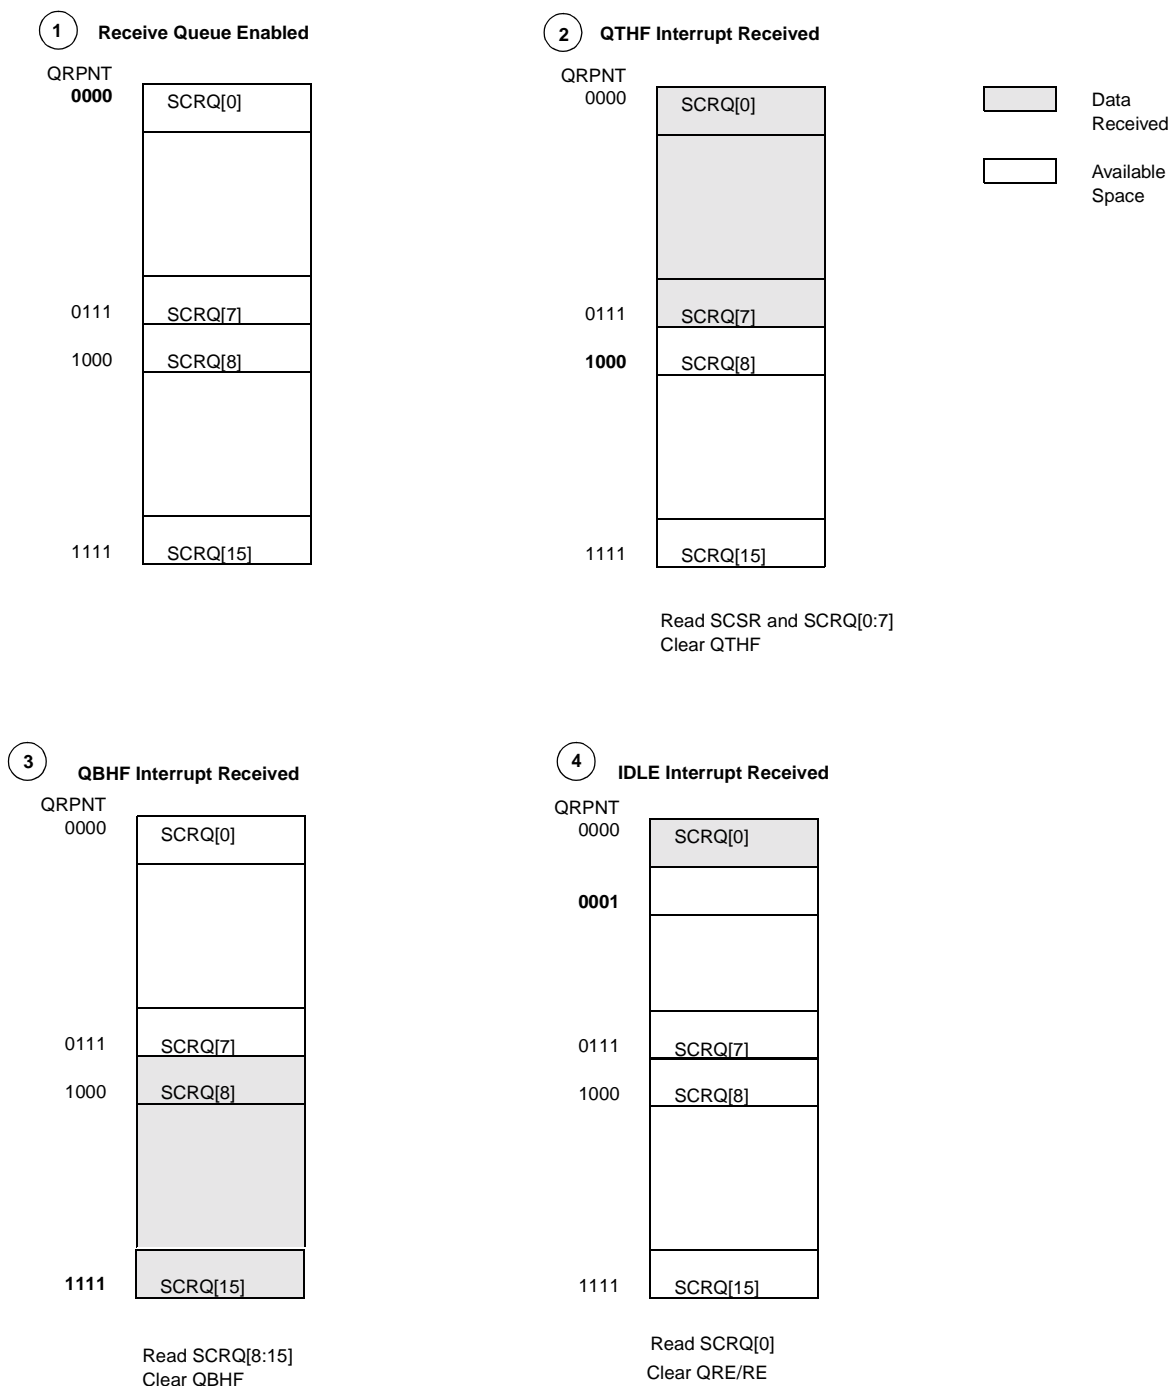 1
Receive Queue Enabled
QRPNT
0000
SCRQ[0]
0111
SCRQ[7]
1000
SCRQ[8]
1111
SCRQ[15]
2
QTHF Interrupt Received
QRPNT
0000
SCRQ[0]
0111
SCRQ[7]
1000
SCRQ[8]
1111
SCRQ[15]
Read SCSR and SCRQ[0:7]
Clear QTHF
Data
Received
Available
Space
3
QBHF Interrupt Received
QRPNT
0000
SCRQ[0]
0111
SCRQ[7]
1000
SCRQ[8]
1111
SCRQ[15]
Read SCRQ[8:15]
Clear QBHF
4
IDLE Interrupt Received
QRPNT
0000
SCRQ[0]
0001
0111
SCRQ[7]
1000
SCRQ[8]
1111
SCRQ[15]
Read SCRQ[0]
Clear QRE/RE